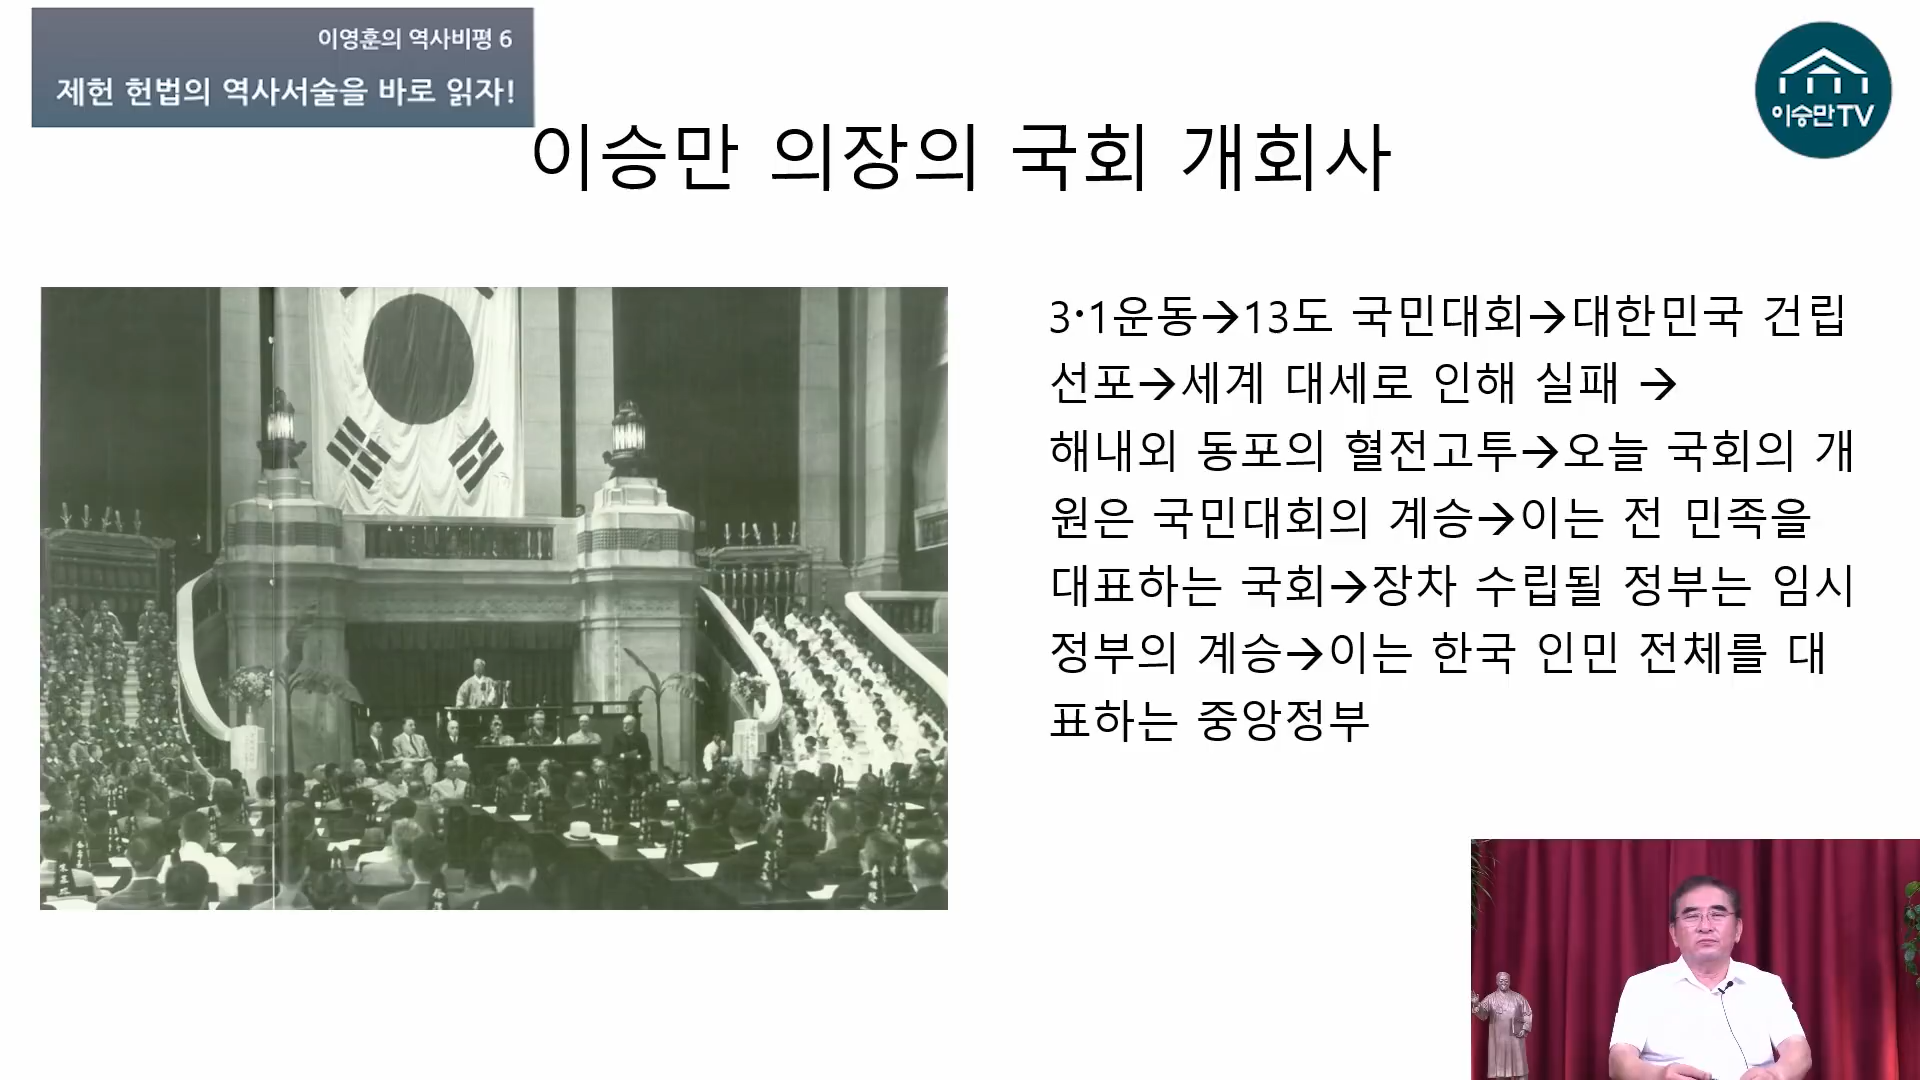 이영훈의 역사비평 6
제헌 헌법의 역사서술을 바로 읽자!
이승만TV
이승만 의장의 국회 개회사
3·1운동→13도 국민대회→대한민국 건립
선포→세계 대세로 인해 실패 →
해내외 동포의 혈전고투→오늘 국회의 개
원은 국민대회의 계승→이는 전 민족을
대표하는 국회→장차 수립될 정부는 임시
정부의 계승→이는 한국 인민 전체를 대
표하는 중앙정부